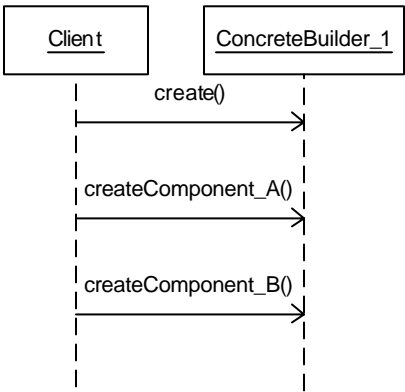 Client
ConcreteBuilder_1
create()
createComponent_A()
createComponent_B()